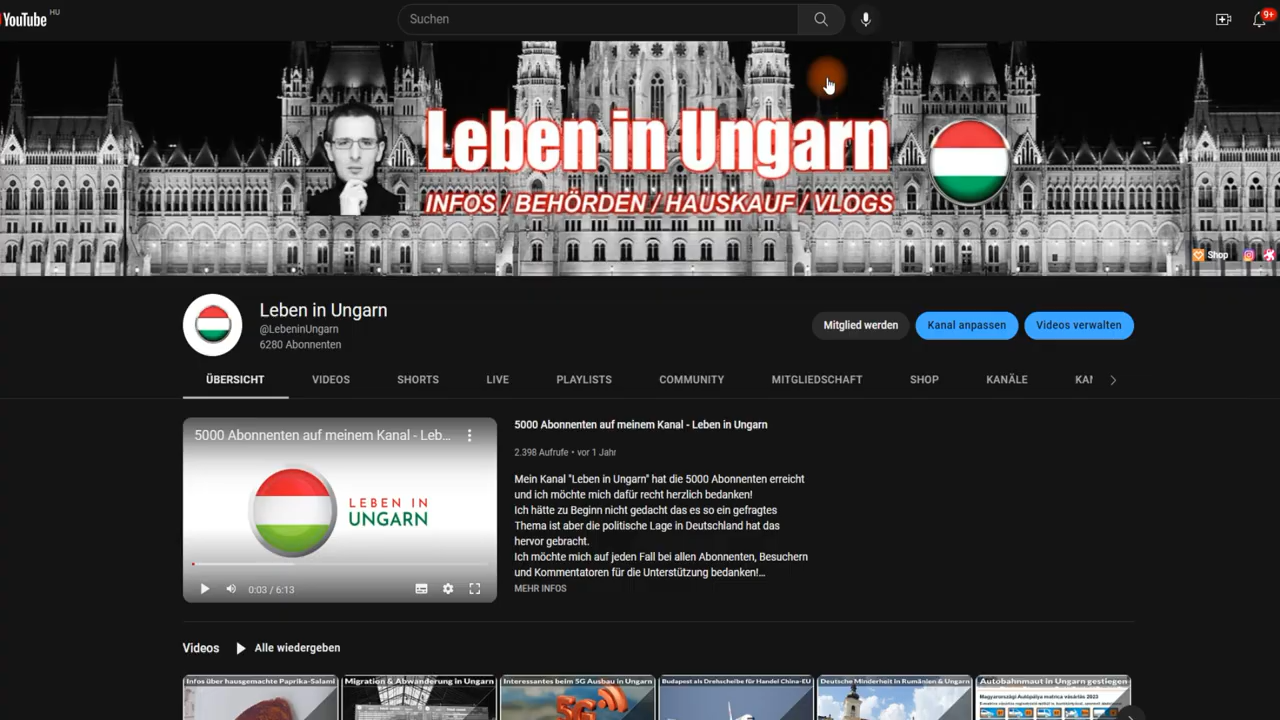 YouTube HU
Suchen
9+
Leben in Ungarn
INFOS / BEHÖRDEN / HAUSKAUF / VLOGS
Shop
Leben in Ungarn
@LebeninUngarn
6280 Abonnenten
Mitglied werden
Kanal anpassen
Videos verwalten
ÜBERSICHT
VIDEOS
SHORTS
LIVE
PLAYLISTS
COMMUNITY
MITGLIEDSCHAFT
SHOP
KANÄLE
KAN
5000 Abonnenten auf meinem Kanal - Leb...
LEBEN IN
UNGARN
0:03 / 6:13
5000 Abonnenten auf meinem Kanal - Leben in Ungarn
2.398 Aufrufe • vor 1 Jahr
Mein Kanal "Leben in Ungarn" hat die 5000 Abonnenten erreicht
und ich möchte mich dafür recht herzlich bedanken!
Ich hätte zu Beginn nicht gedacht das es so ein gefragtes
Thema ist aber die politische Lage in Deutschland hat das
hervor gebracht.
Ich möchte mich auf jeden Fall bei allen Abonnenten, Besuchern
und Kommentatoren für die Unterstützung bedanken!...
MEHR INFOS
Videos
Alle wiedergeben
Infos über hausgemachte Paprika-Salami
Migration & Abwanderung in Ungarn
Interessantes beim 5G Ausbau in Ungarn
5G
Budapest als Drehscheibe für Handel China-EU
Deutsche Minderheit in Rumänien & Ungarn
Autobahnmaut in Ungarn gestiegen
Magyarországi Autópálya matrica vásárlás 2023